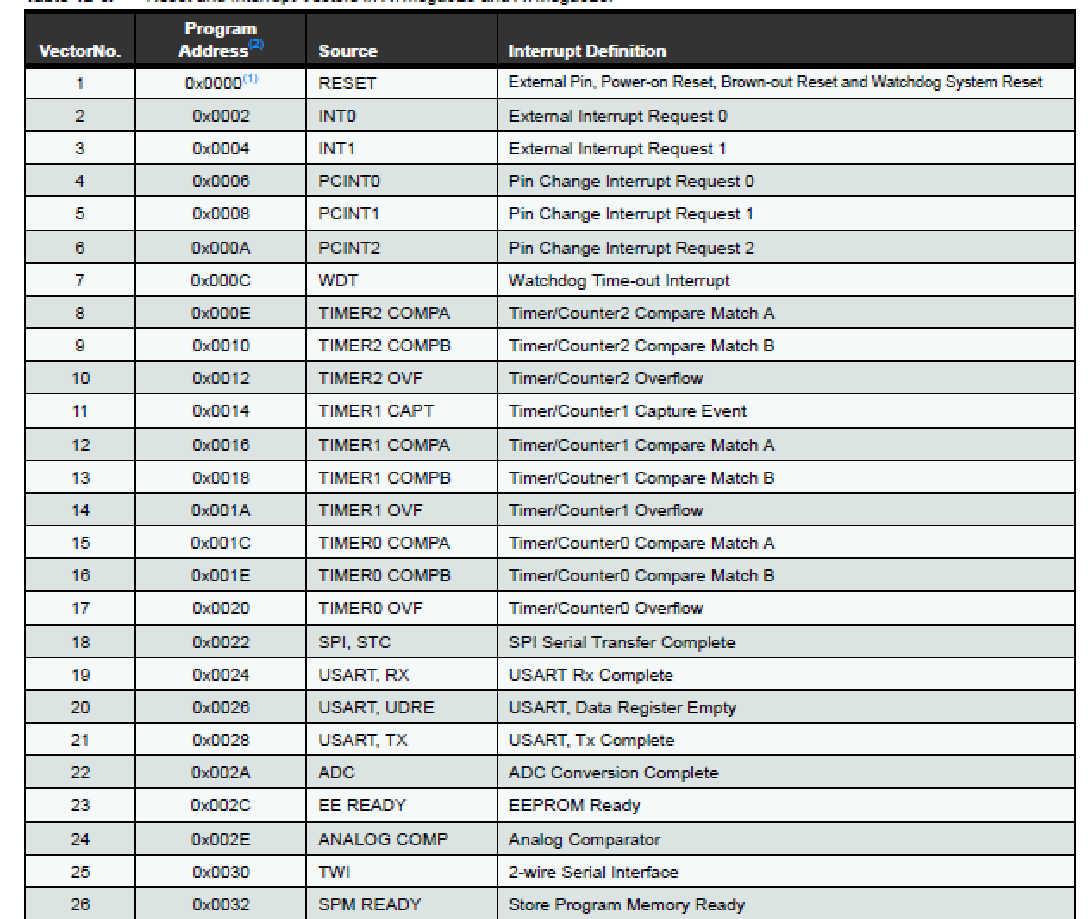 VectorNo. Program Address(2) Source Interrupt Definition
1 0x0000(1) RESET External Pin, Power-on Reset, Brown-out Reset and Watchdog System Reset
2 0x0002 INT0 External Interrupt Request 0
3 0x0004 INT1 External Interrupt Request 1
4 0x0006 PCINT0 Pin Change Interrupt Request 0
5 0x0008 PCINT1 Pin Change Interrupt Request 1
6 0x000A PCINT2 Pin Change Interrupt Request 2
7 0x000C WDT Watchdog Time-out Interrupt
8 0x000E TIMER2 COMPA Timer/Counter2 Compare Match A
9 0x0010 TIMER2 COMPB Timer/Counter2 Compare Match B
10 0x0012 TIMER2 OVF Timer/Counter2 Overflow
11 0x0014 TIMER1 CAPT Timer/Counter1 Capture Event
12 0x0016 TIMER1 COMPA Timer/Counter1 Compare Match A
13 0x0018 TIMER1 COMPB Timer/Coutner1 Compare Match B
14 0x001A TIMER1 OVF Timer/Counter1 Overflow
15 0x001C TIMER0 COMPA Timer/Counter0 Compare Match A
16 0x001E TIMER0 COMPB Timer/Counter0 Compare Match B
17 0x0020 TIMER0 OVF Timer/Counter0 Overflow
18 0x0022 SPI, STC SPI Serial Transfer Complete
19 0x0024 USART, RX USART Rx Complete
20 0x0026 USART, UDRE USART, Data Register Empty
21 0x0028 USART, TX USART, Tx Complete
22 0x002A ADC ADC Conversion Complete
23 0x002C EE READY EEPROM Ready
24 0x002E ANALOG COMP Analog Comparator
25 0x0030 TWI 2-wire Serial Interface
26 0x0032 SPM READY Store Program Memory Ready